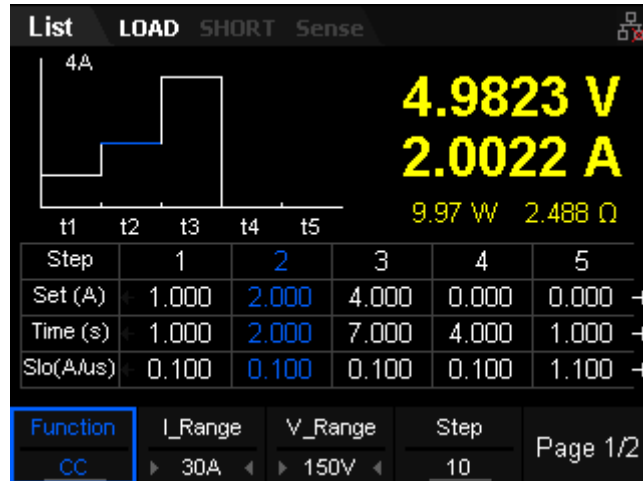 List LOAD SHORT Sense
4A
4.9823 V
2.0022 A
9.97 W 2.488 Ω
t1 t2 t3 t4 t5
Step 1 2 3 4 5
Set (A) 1.000 2.000 4.000 0.000 0.000
Time (s) 1.000 2.000 7.000 4.000 1.000
Slo(A/us) 0.100 0.100 0.100 0.100 1.100
Function I_Range V_Range Step Page 1/2
CC 30A 150V 10